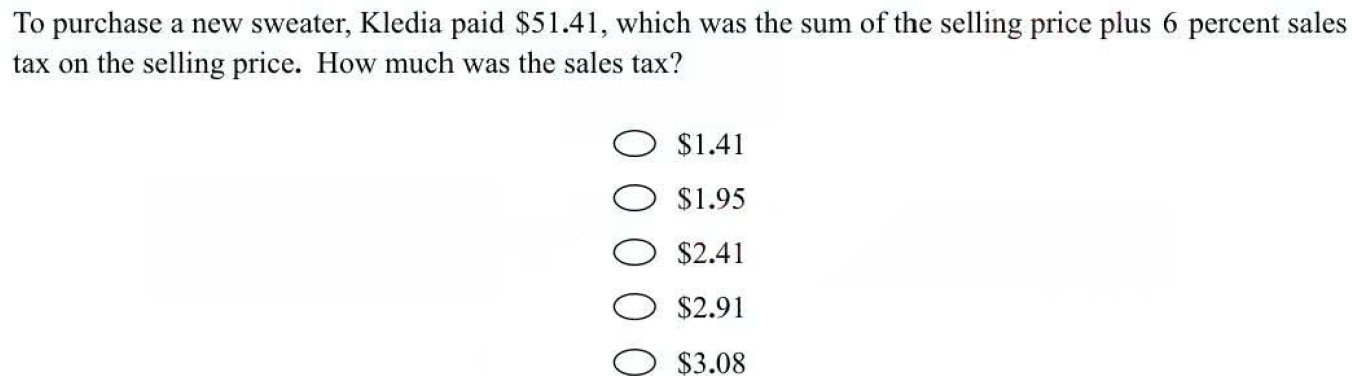 To purchase a new sweater, Kledia paid $51.41, which was the sum of the selling price plus 6 percent sales
tax on the selling price. How much was the sales tax?
$1.41
$1.95
$2.41
$2.91
$3.08